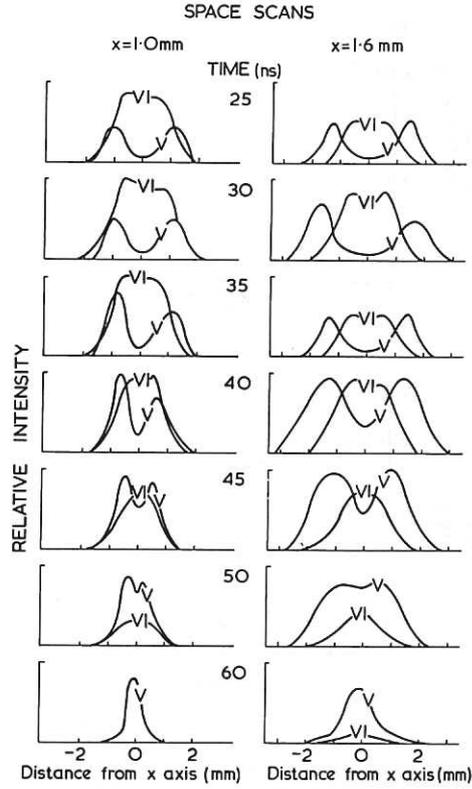 SPACE SCANS
x=1·0mm x=1·6mm
TIME (ns)
25
VI V VI V
30
VI V VI V
35
VI V VI V
RELATIVE INTENSITY
40
VI V VI V
45
VI V VI V
50
V VI V VI
60
V V VI
-2 0 2 -2 0 2
Distance from x axis (mm) Distance from x axis (mm)